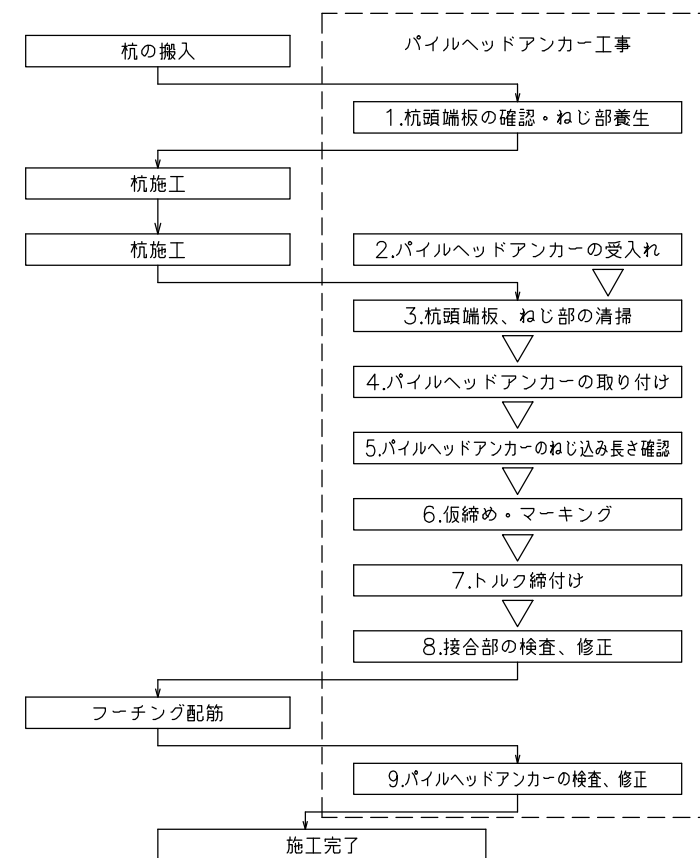 杭の搬入
パイルヘッドアンカー工事
1.杭頭端板の確認・ねじ部養生
杭施工
杭施工
2.パイルヘッドアンカーの受入れ
3.杭頭端板、ねじ部の清掃
4.パイルヘッドアンカーの取り付け
5.パイルヘッドアンカーのねじ込み長さ確認
6.仮締め・マーキング
7.トルク締付け
8.接合部の検査、修正
フーチング配筋
9.パイルヘッドアンカーの検査、修正
施工完了